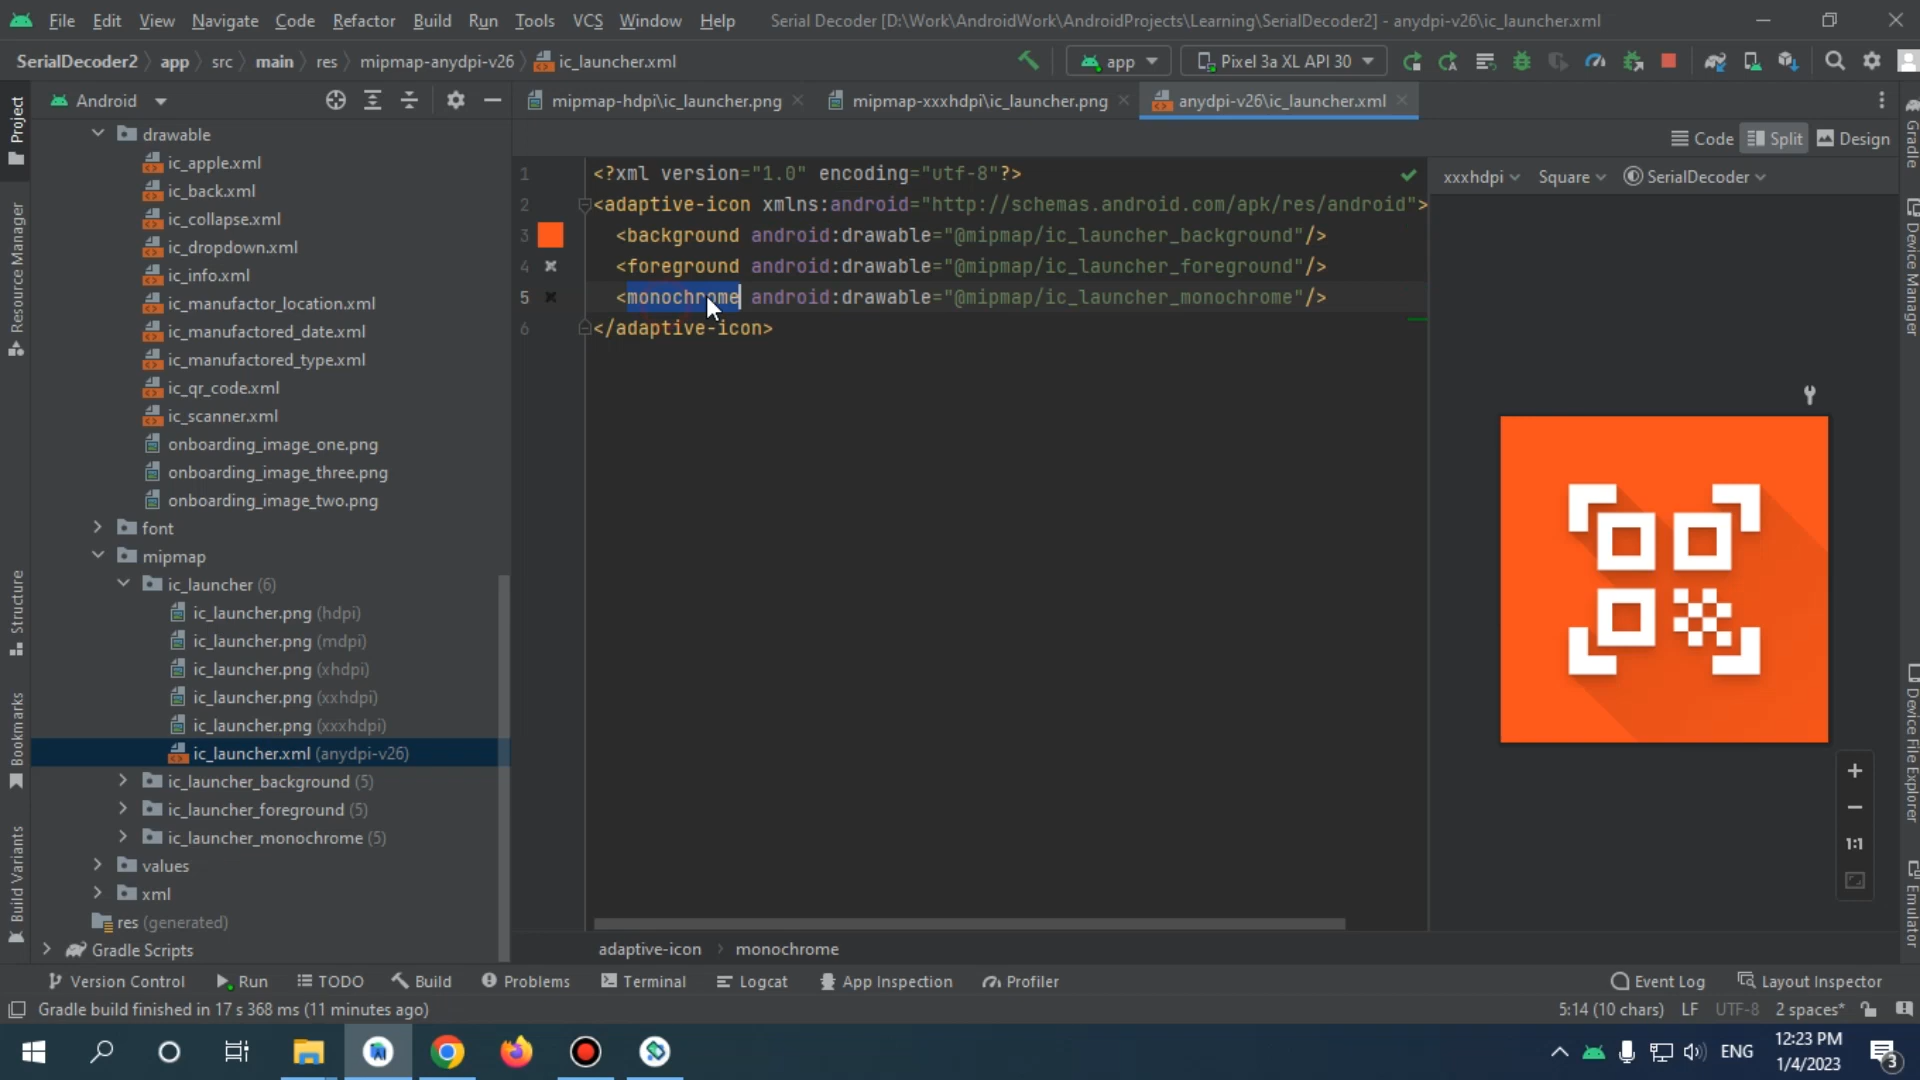 File Edit View Navigate Code Refactor Build Run Tools VCS Window Help Serial Decoder [D:\Work\AndroidWork\AndroidProjects\Learning\SerialDecoder2] - anydpi-v26\ic_launcher.xml
SerialDecoder2 app src main res mipmap-anydpi-v26 ic_launcher.xml app Pixel 3a XL API 30
Android mipmap-hdpi\ic_launcher.png mipmap-xxxhdpi\ic_launcher.png anydpi-v26\ic_launcher.xml
Code Split Design
xxxhdpi Square SerialDecoder
Project
Resource Manager
Structure
Bookmarks
Build Variants
drawable
ic_apple.xml
ic_back.xml
ic_collapse.xml
ic_dropdown.xml
ic_info.xml
ic_manufactor_location.xml
ic_manufactored_date.xml
ic_manufactored_type.xml
ic_qr_code.xml
ic_scanner.xml
onboarding_image_one.png
onboarding_image_three.png
onboarding_image_two.png
font
mipmap
ic_launcher (6)
ic_launcher.png (hdpi)
ic_launcher.png (mdpi)
ic_launcher.png (xhdpi)
ic_launcher.png (xxhdpi)
ic_launcher.png (xxxhdpi)
ic_launcher.xml (anydpi-v26)
ic_launcher_background (5)
ic_launcher_foreground (5)
ic_launcher_monochrome (5)
values
xml
res (generated)
Gradle Scripts
1 <?xml version="1.0" encoding="utf-8"?>
2 <adaptive-icon xmlns:android="http://schemas.android.com/apk/res/android">
3 <background android:drawable="@mipmap/ic_launcher_background"/>
4 <foreground android:drawable="@mipmap/ic_launcher_foreground"/>
5 <monochrome android:drawable="@mipmap/ic_launcher_monochrome"/>
6 </adaptive-icon>
1:1
Gradle
Device Manager
Device File Explorer
Emulator
adaptive-icon monochrome
Version Control Run TODO Build Problems Terminal Logcat App Inspection Profiler Event Log Layout Inspector
Gradle build finished in 17 s 368 ms (11 minutes ago) 5:14 (10 chars) LF UTF-8 2 spaces*
ENG 12:23 PM
1/4/2023 3